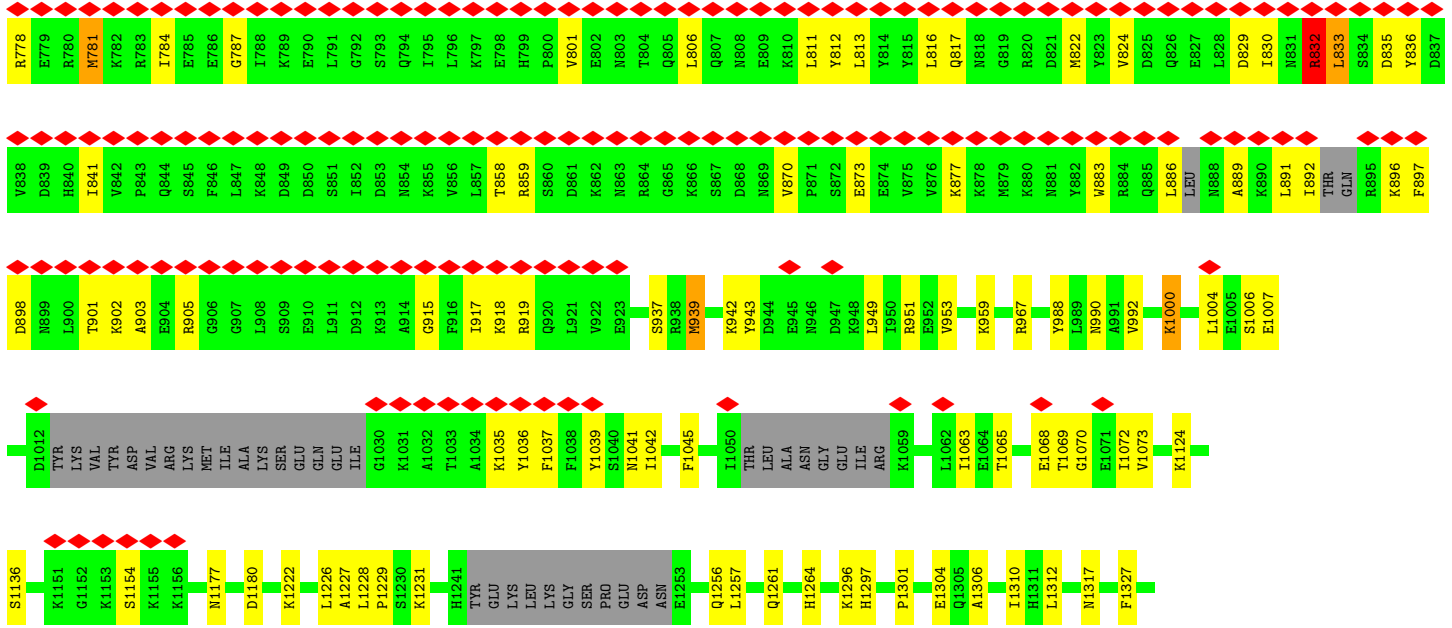 R778 E779 R780 M781 K782 R783 I784 E785 E786 G787 I788 K789 E790 L791 G792 S793 Q794 I795 L796 K797 E798 H799 P800 V801 E802 N803 T804 Q805 L806 Q807 N808 E809 K810 L811 Y812 L813 Y814 Y815 L816 Q817 N818 G819 R820 D821 M822 Y823 V824 D825 Q826 E827 L828 D829 I830 N831 R832 L833 S834 D835 Y836 D837
V838 D839 H840 I841 V842 P843 Q844 S845 F846 L847 K848 D849 D850 S851 I852 D853 N854 K855 V856 L857 T858 R859 S860 D861 K862 N863 R864 G865 K866 S867 D868 N869 V870 P871 S872 E873 E874 V875 V876 K877 K878 M879 K880 N881 Y882 W883 R884 Q885 L886 LEU N888 A889 K890 L891 I892 THR GLN R895 K896 F897
D898 N899 L900 T901 K902 A903 E904 R905 G906 G907 L908 S909 E910 L911 D912 K913 A914 G915 F916 I917 K918 R919 Q920 L921 V922 E923 S937 R938 M939 K942 Y943 D944 E945 N946 D947 K948 L949 I950 R951 E952 V953 K959 R967 Y988 L989 N990 A991 V992 K1000 L1004 E1005 S1006 E1007
D1012 TYR LYS VAL TYR ASP VAL ARG LYS MET ILE ALA LYS SER GLU GLN GLU ILE G1030 K1031 A1032 T1033 A1034 K1035 Y1036 F1037 F1038 Y1039 S1040 N1041 I1042 F1045 I1050 THR LEU ALA ASN GLY GLU ILE ARG K1059 L1062 I1063 E1064 T1065 E1068 T1069 G1070 E1071 I1072 V1073 K1124
S1136 K1151 G1152 K1153 S1154 K1155 K1156 N1177 D1180 K1222 L1226 A1227 L1228 P1229 S1230 K1231 H1241 TYR GLU LYS LEU LYS GLY SER PRO GLU ASP ASN E1253 Q1256 L1257 Q1261 H1264 K1296 H1297 P1301 E1304 Q1305 A1306 I1310 H1311 L1312 N1317 F1327